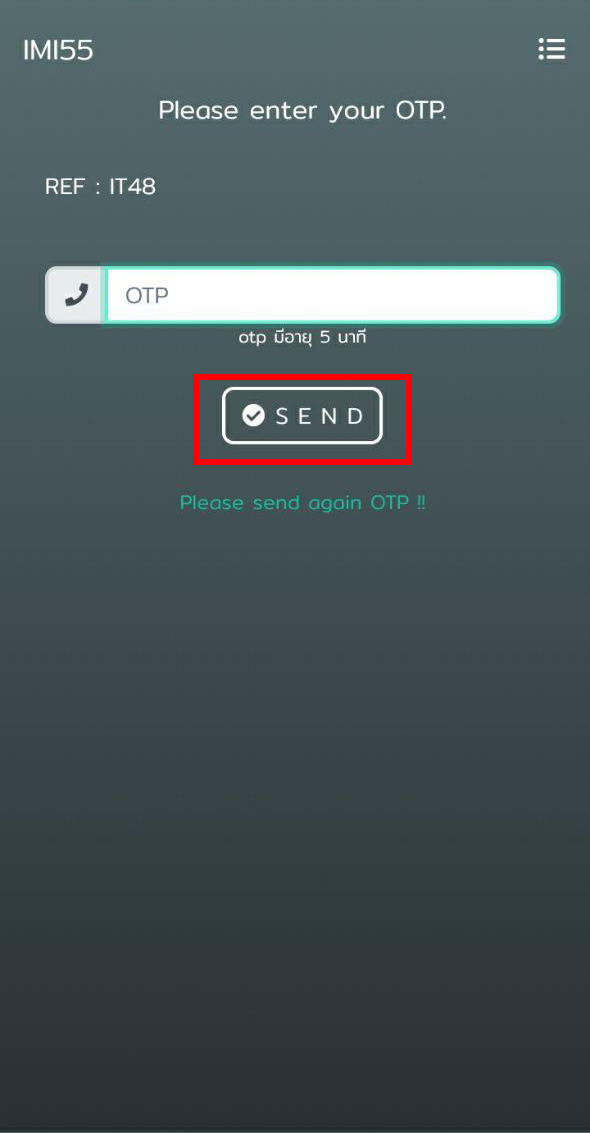 IMI55
Please enter your OTP.
REF : IT48
OTP
otp มีอายุ 5 นาที
SEND
Please send again OTP !!